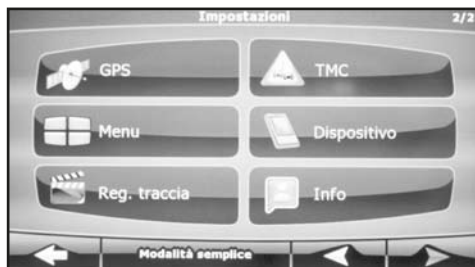 Impostazioni 2/2
GPS
TMC
Menu
Dispositivo
Reg. traccia
Info
Modalità semplice